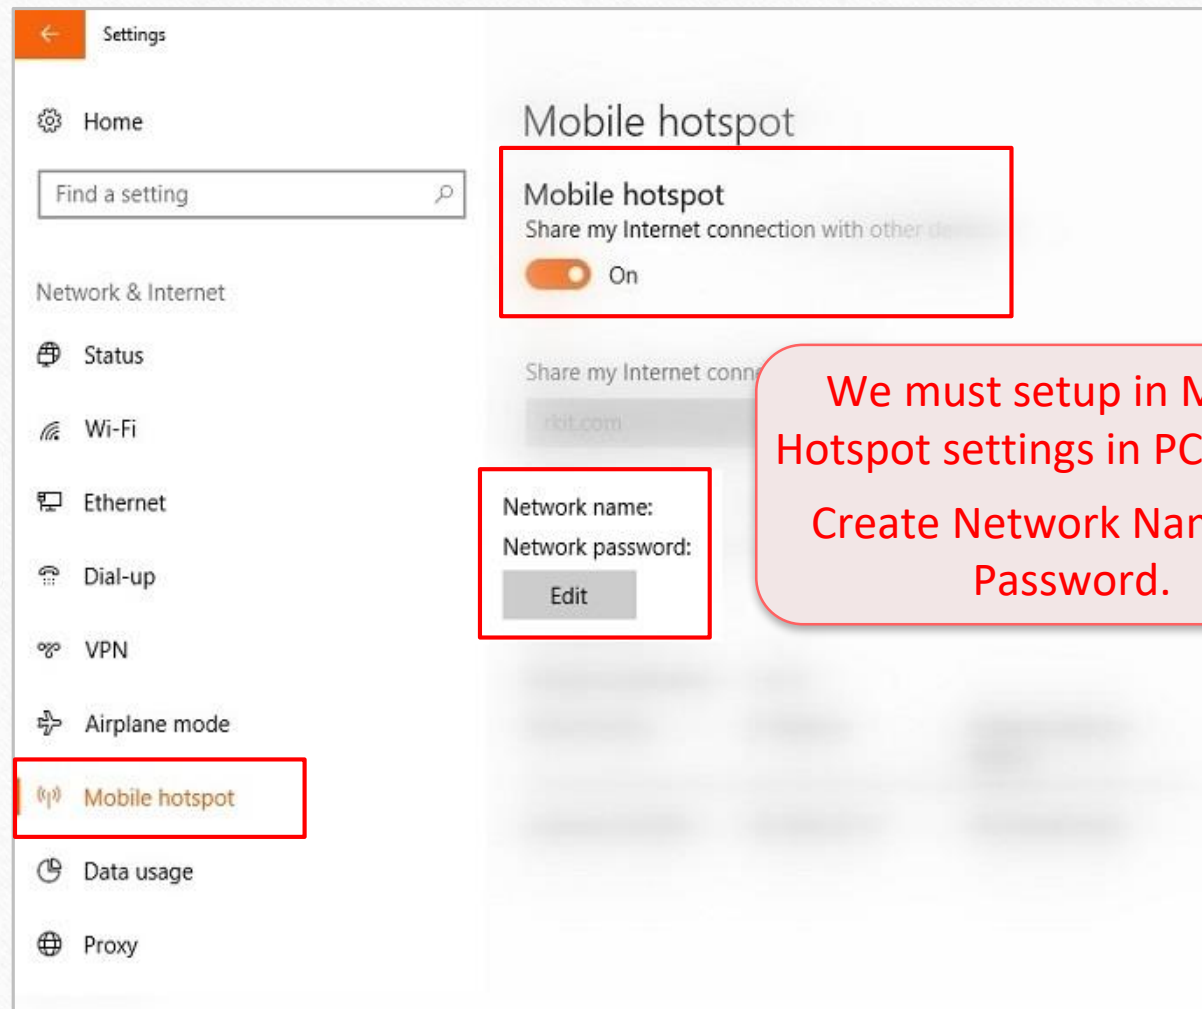 Settings
Home
Find a setting
Network & Internet
Status
Wi-Fi
Ethernet
Dial-up
VPN
Airplane mode
Mobile hotspot
Data usage
Proxy
Mobile hotspot
Mobile hotspot
Share my Internet connection with other
On
Share my Internet
Network name:
Network password:
Edit
We must setup in
Hotspot settings in PC
Create Network
Password.